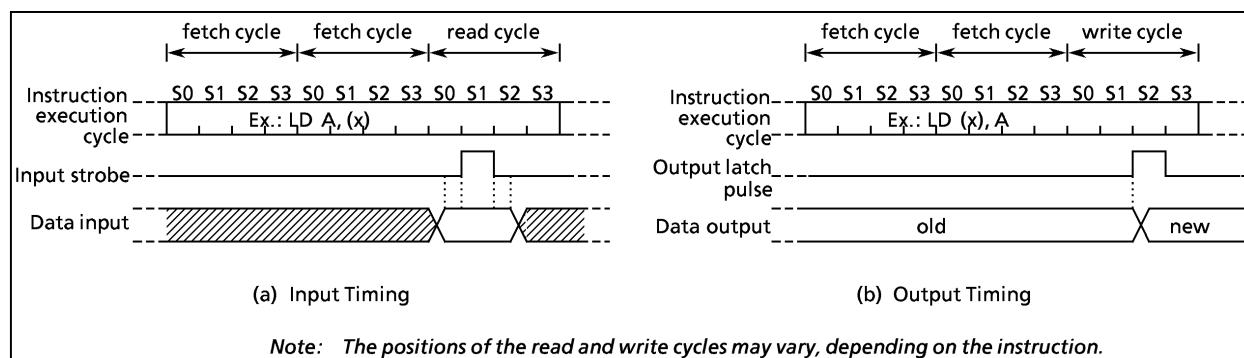 fetch cycle fetch cycle read cycle
S0 S1 S2 S3 S0 S1 S2 S3 S0 S1 S2 S3
Instruction
execution
cycle
Ex.: LD A, (x)
Input strobe
Data input
(a) Input Timing
fetch cycle fetch cycle write cycle
S0 S1 S2 S3 S0 S1 S2 S3 S0 S1 S2 S3
Instruction
execution
cycle
Ex.: LD (x), A
Output latch
pulse
Data output
old
new
(b) Output Timing
Note: The positions of the read and write cycles may vary, depending on the instruction.